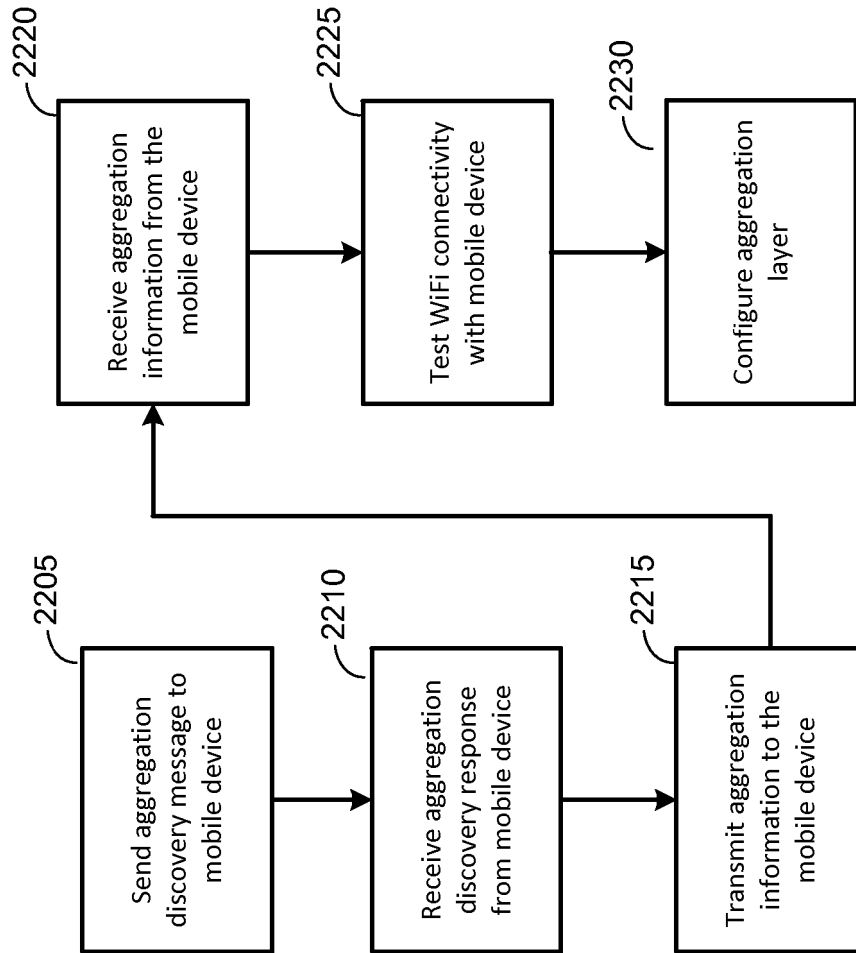 2205
Send aggregation
discovery message to
mobile device
2210
Receive aggregation
discovery response
from mobile device
2215
Transmit aggregation
information to the
mobile device
2220
Receive aggregation
information from the
mobile device
2225
Test WiFi connectivity
with mobile device
2230
Configure aggregation
layer